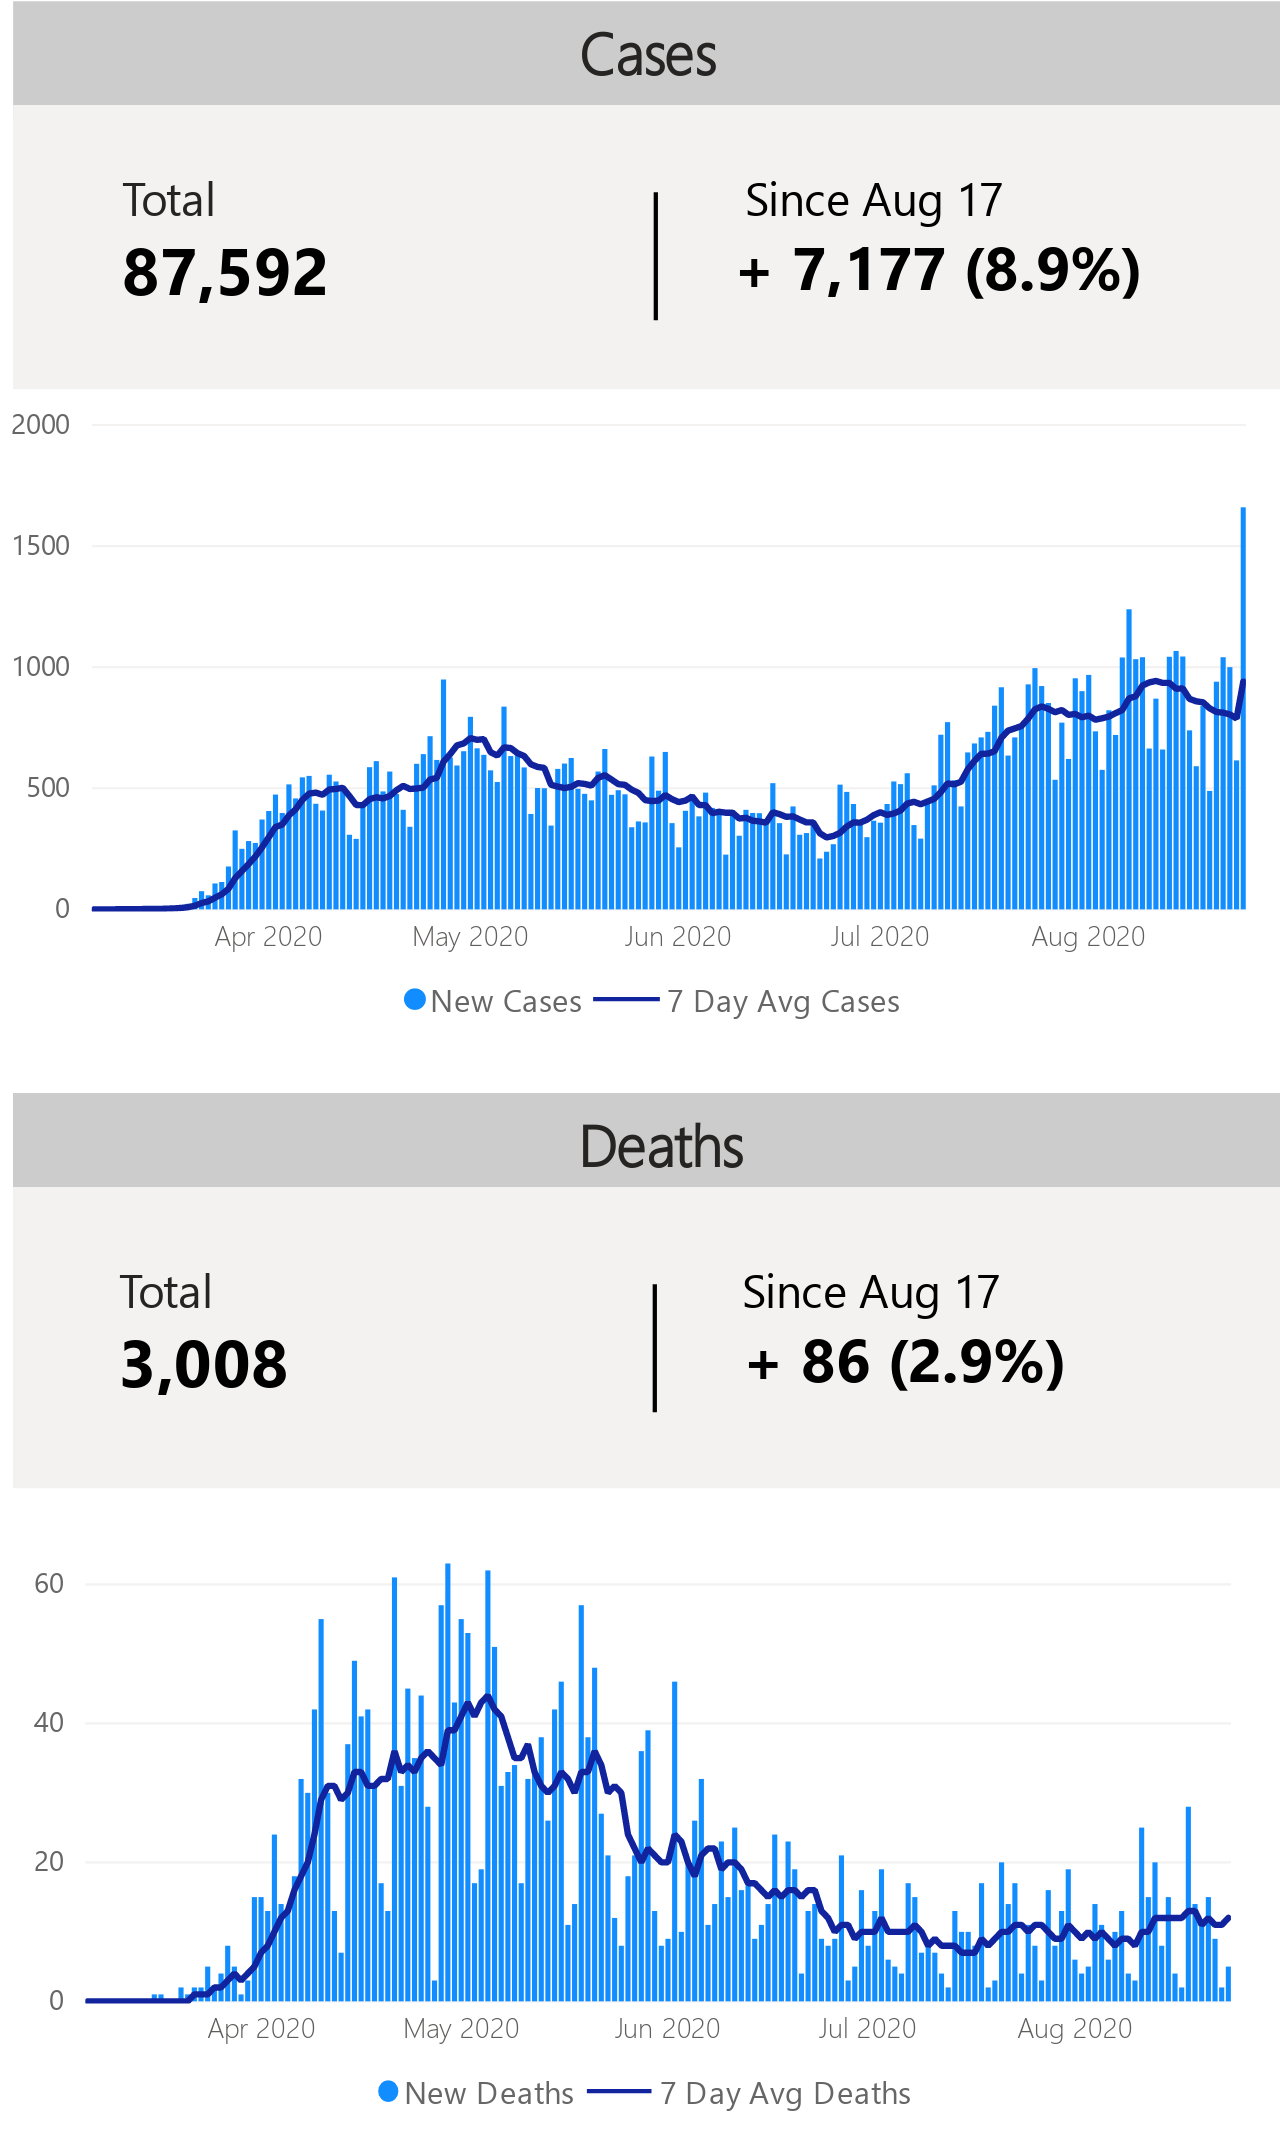 Cases
Total
Since Aug 17
87,592
+ 7,177 (8.9%)
2000
1500
1000
500
0
Apr 2020
May 2020
Jun 2020
Jul 2020
Aug 2020
New Cases
7 Day Avg Cases
Deaths
Total
Since Aug 17
3,008
+ 86 (2.9%)
60
40
20
0
Apr 2020
May 2020
Jun 2020
Jul 2020
Aug 2020
New Deaths
7 Day Avg Deaths